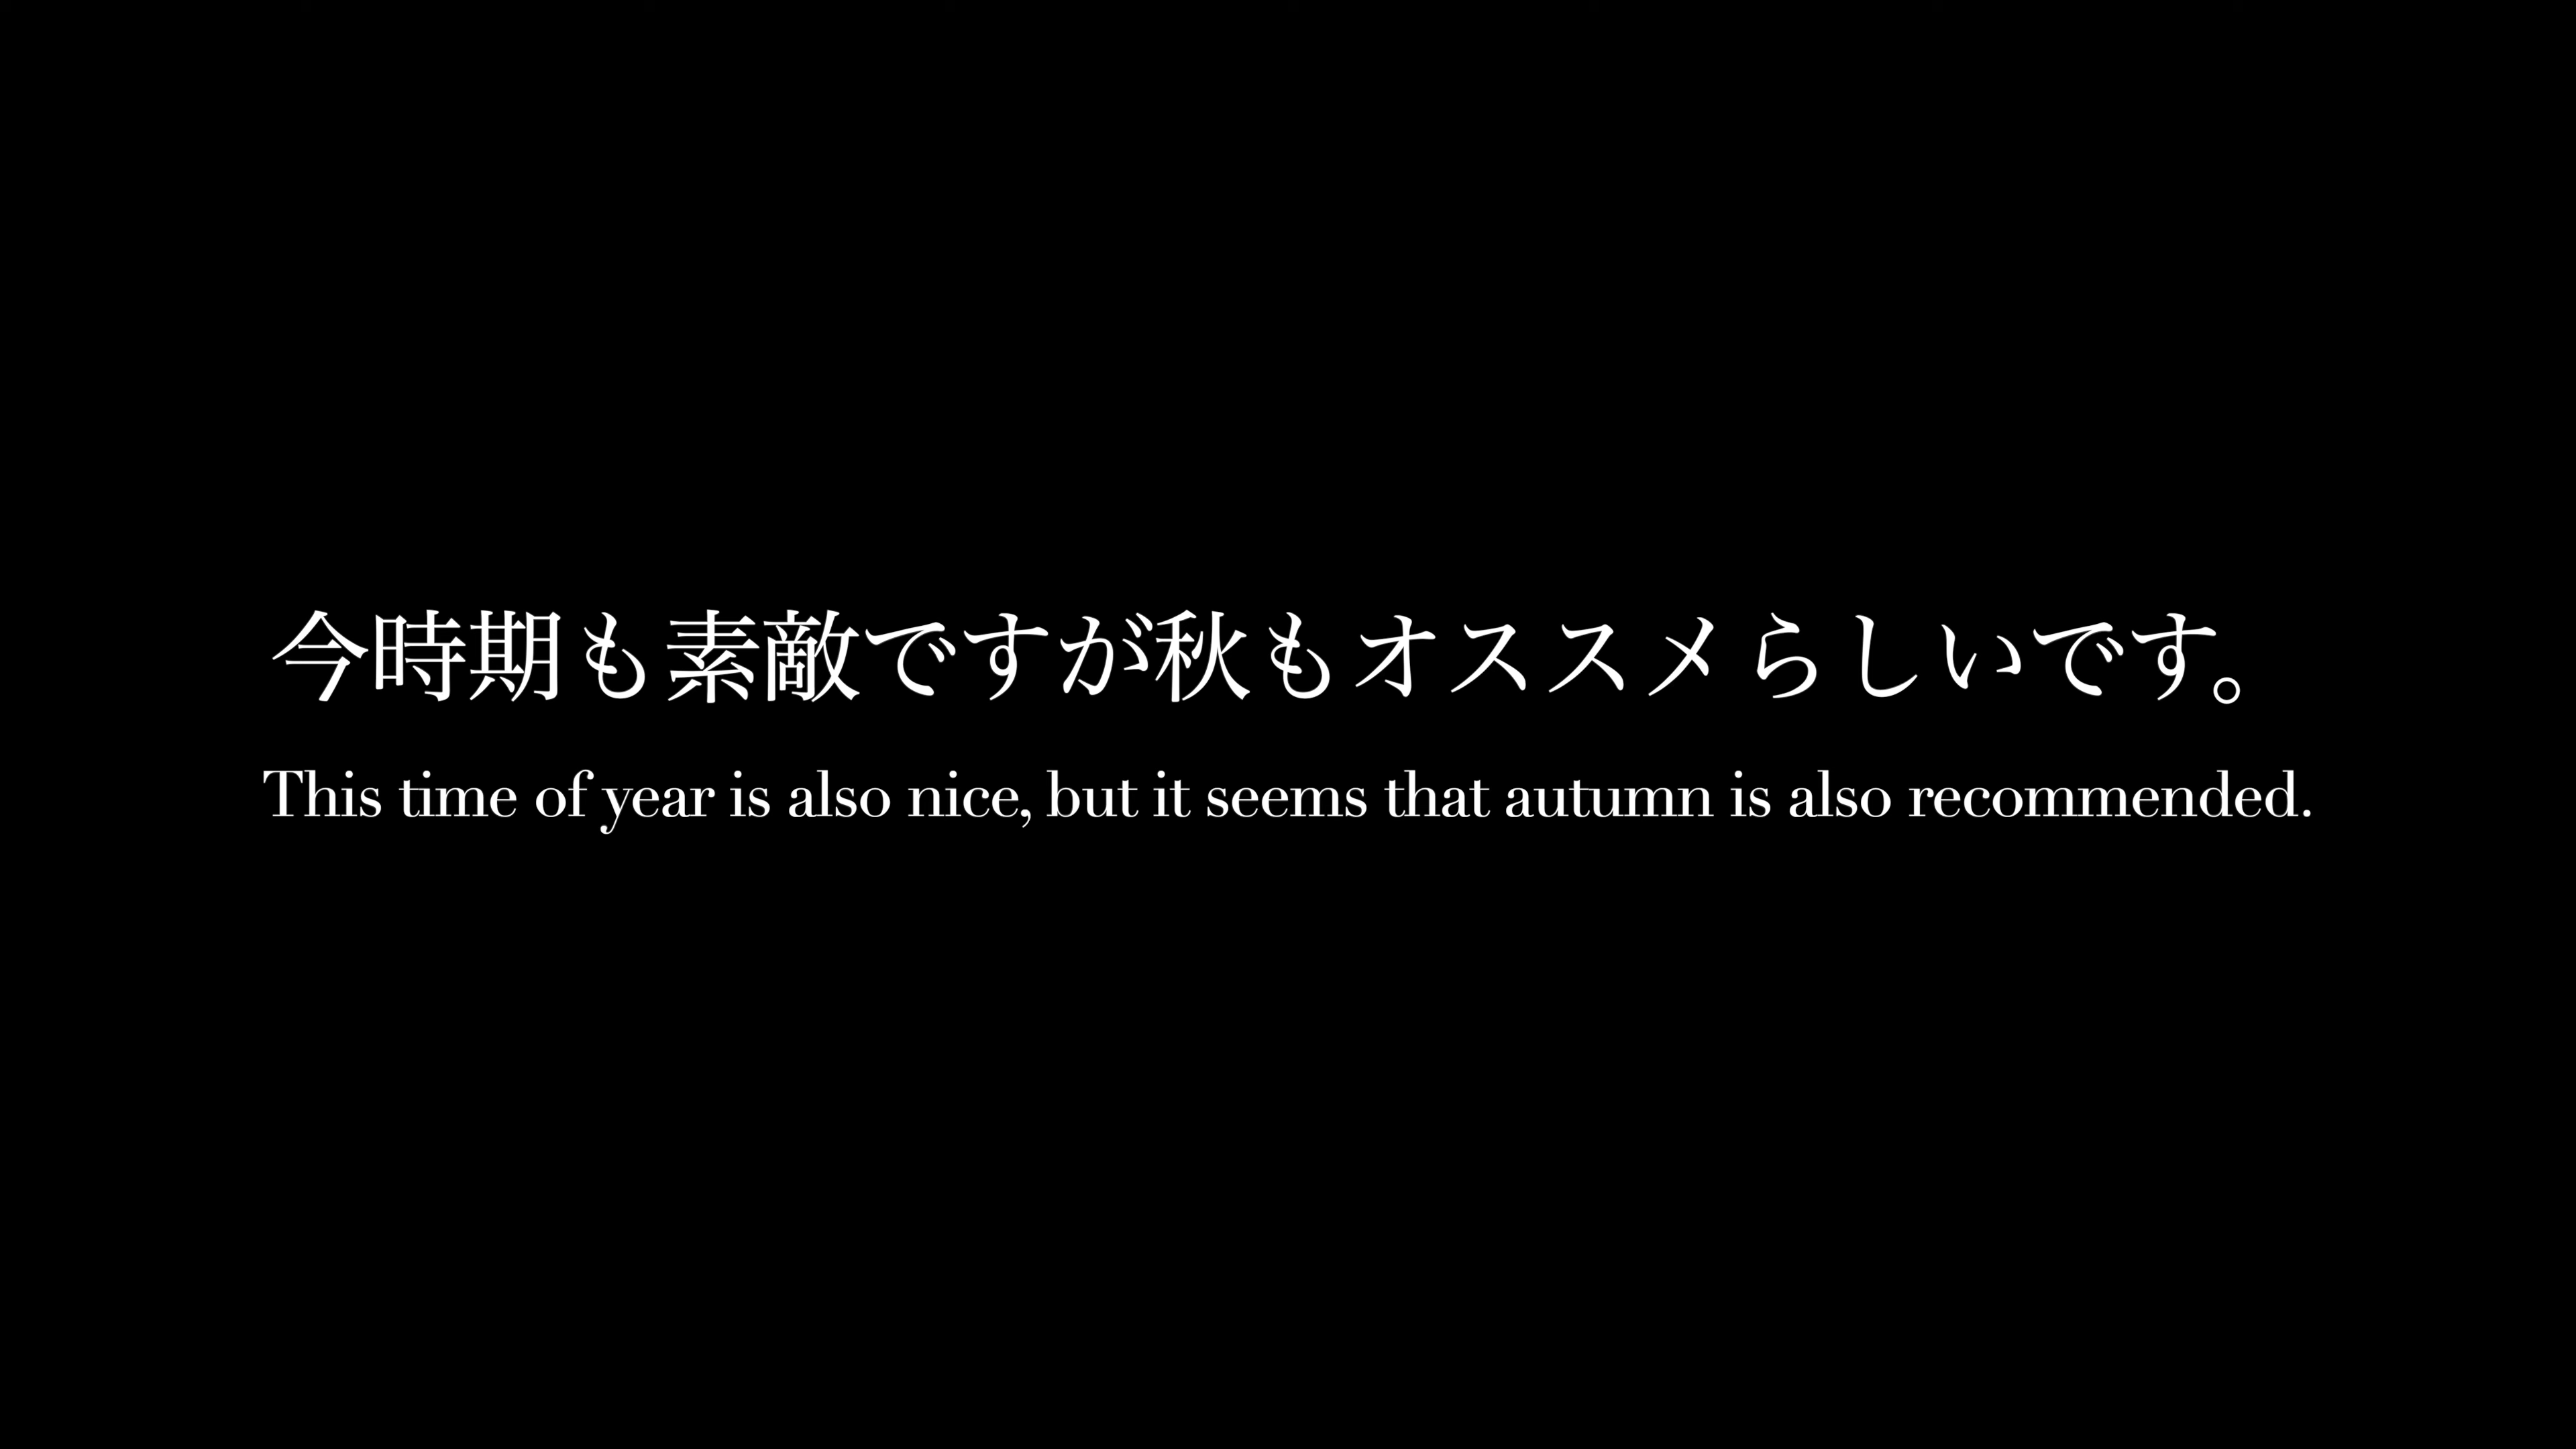 今時期も素敵ですが秋もオススメらしいです。
This time of year is also nice, but it seems that autumn is also recommended.